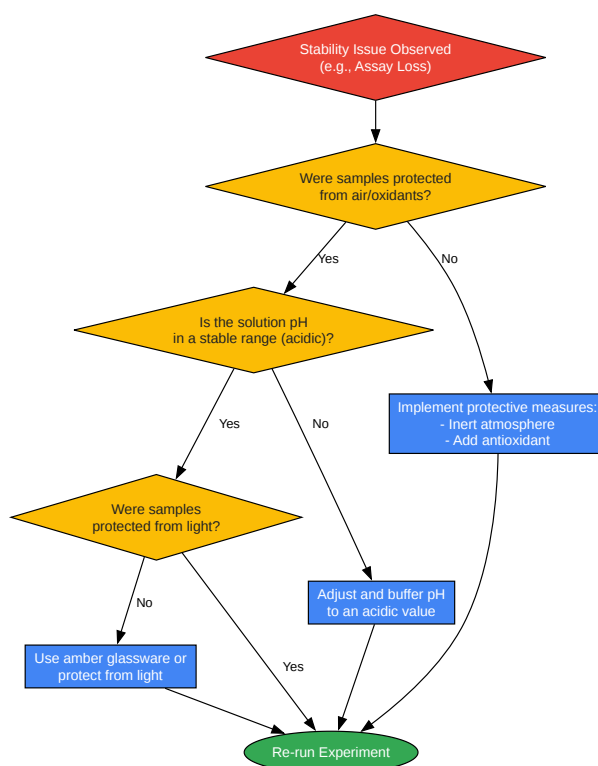 Stability Issue Observed
(e.g., Assay Loss)
Were samples protected
from air/oxidants?
Yes
No
Is the solution pH
in a stable range (acidic)?
Implement protective measures:
- Inert atmosphere
- Add antioxidant
Yes
No
Were samples
protected from light?
Adjust and buffer pH
to an acidic value
No
Yes
Use amber glassware or
protect from light
Re-run Experiment